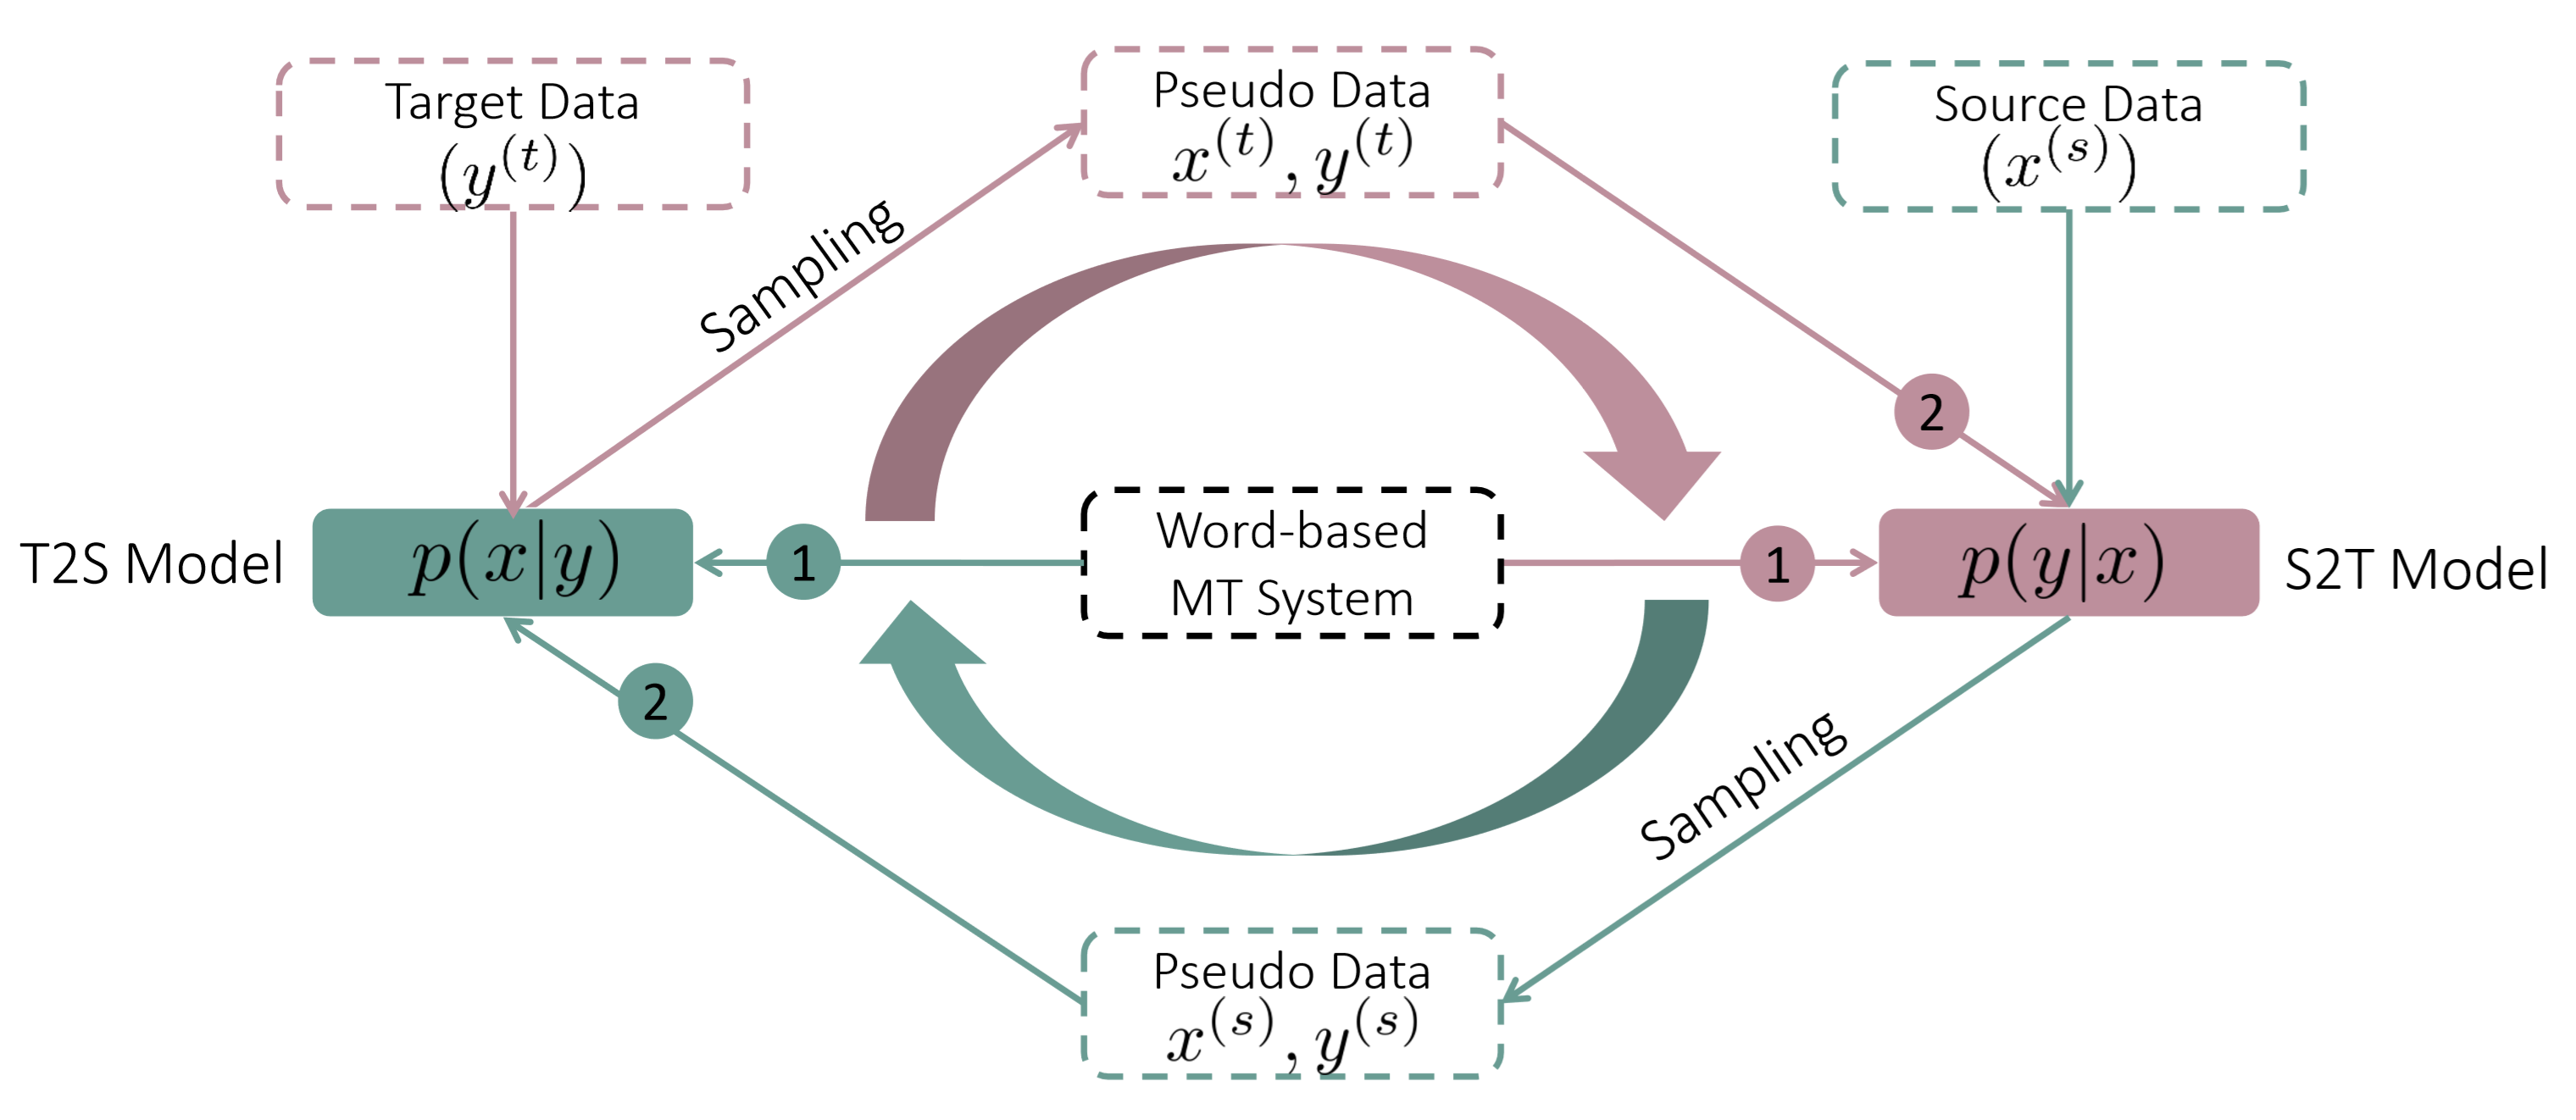 Target Data
(y^(t))
Pseudo Data
x^(t), y^(t)
Source Data
(x^(s))
Sampling
2
T2S Model
p(x|y)
1
Word-based
MT System
1
p(y|x)
S2T Model
2
Sampling
Pseudo Data
x^(s), y^(s)